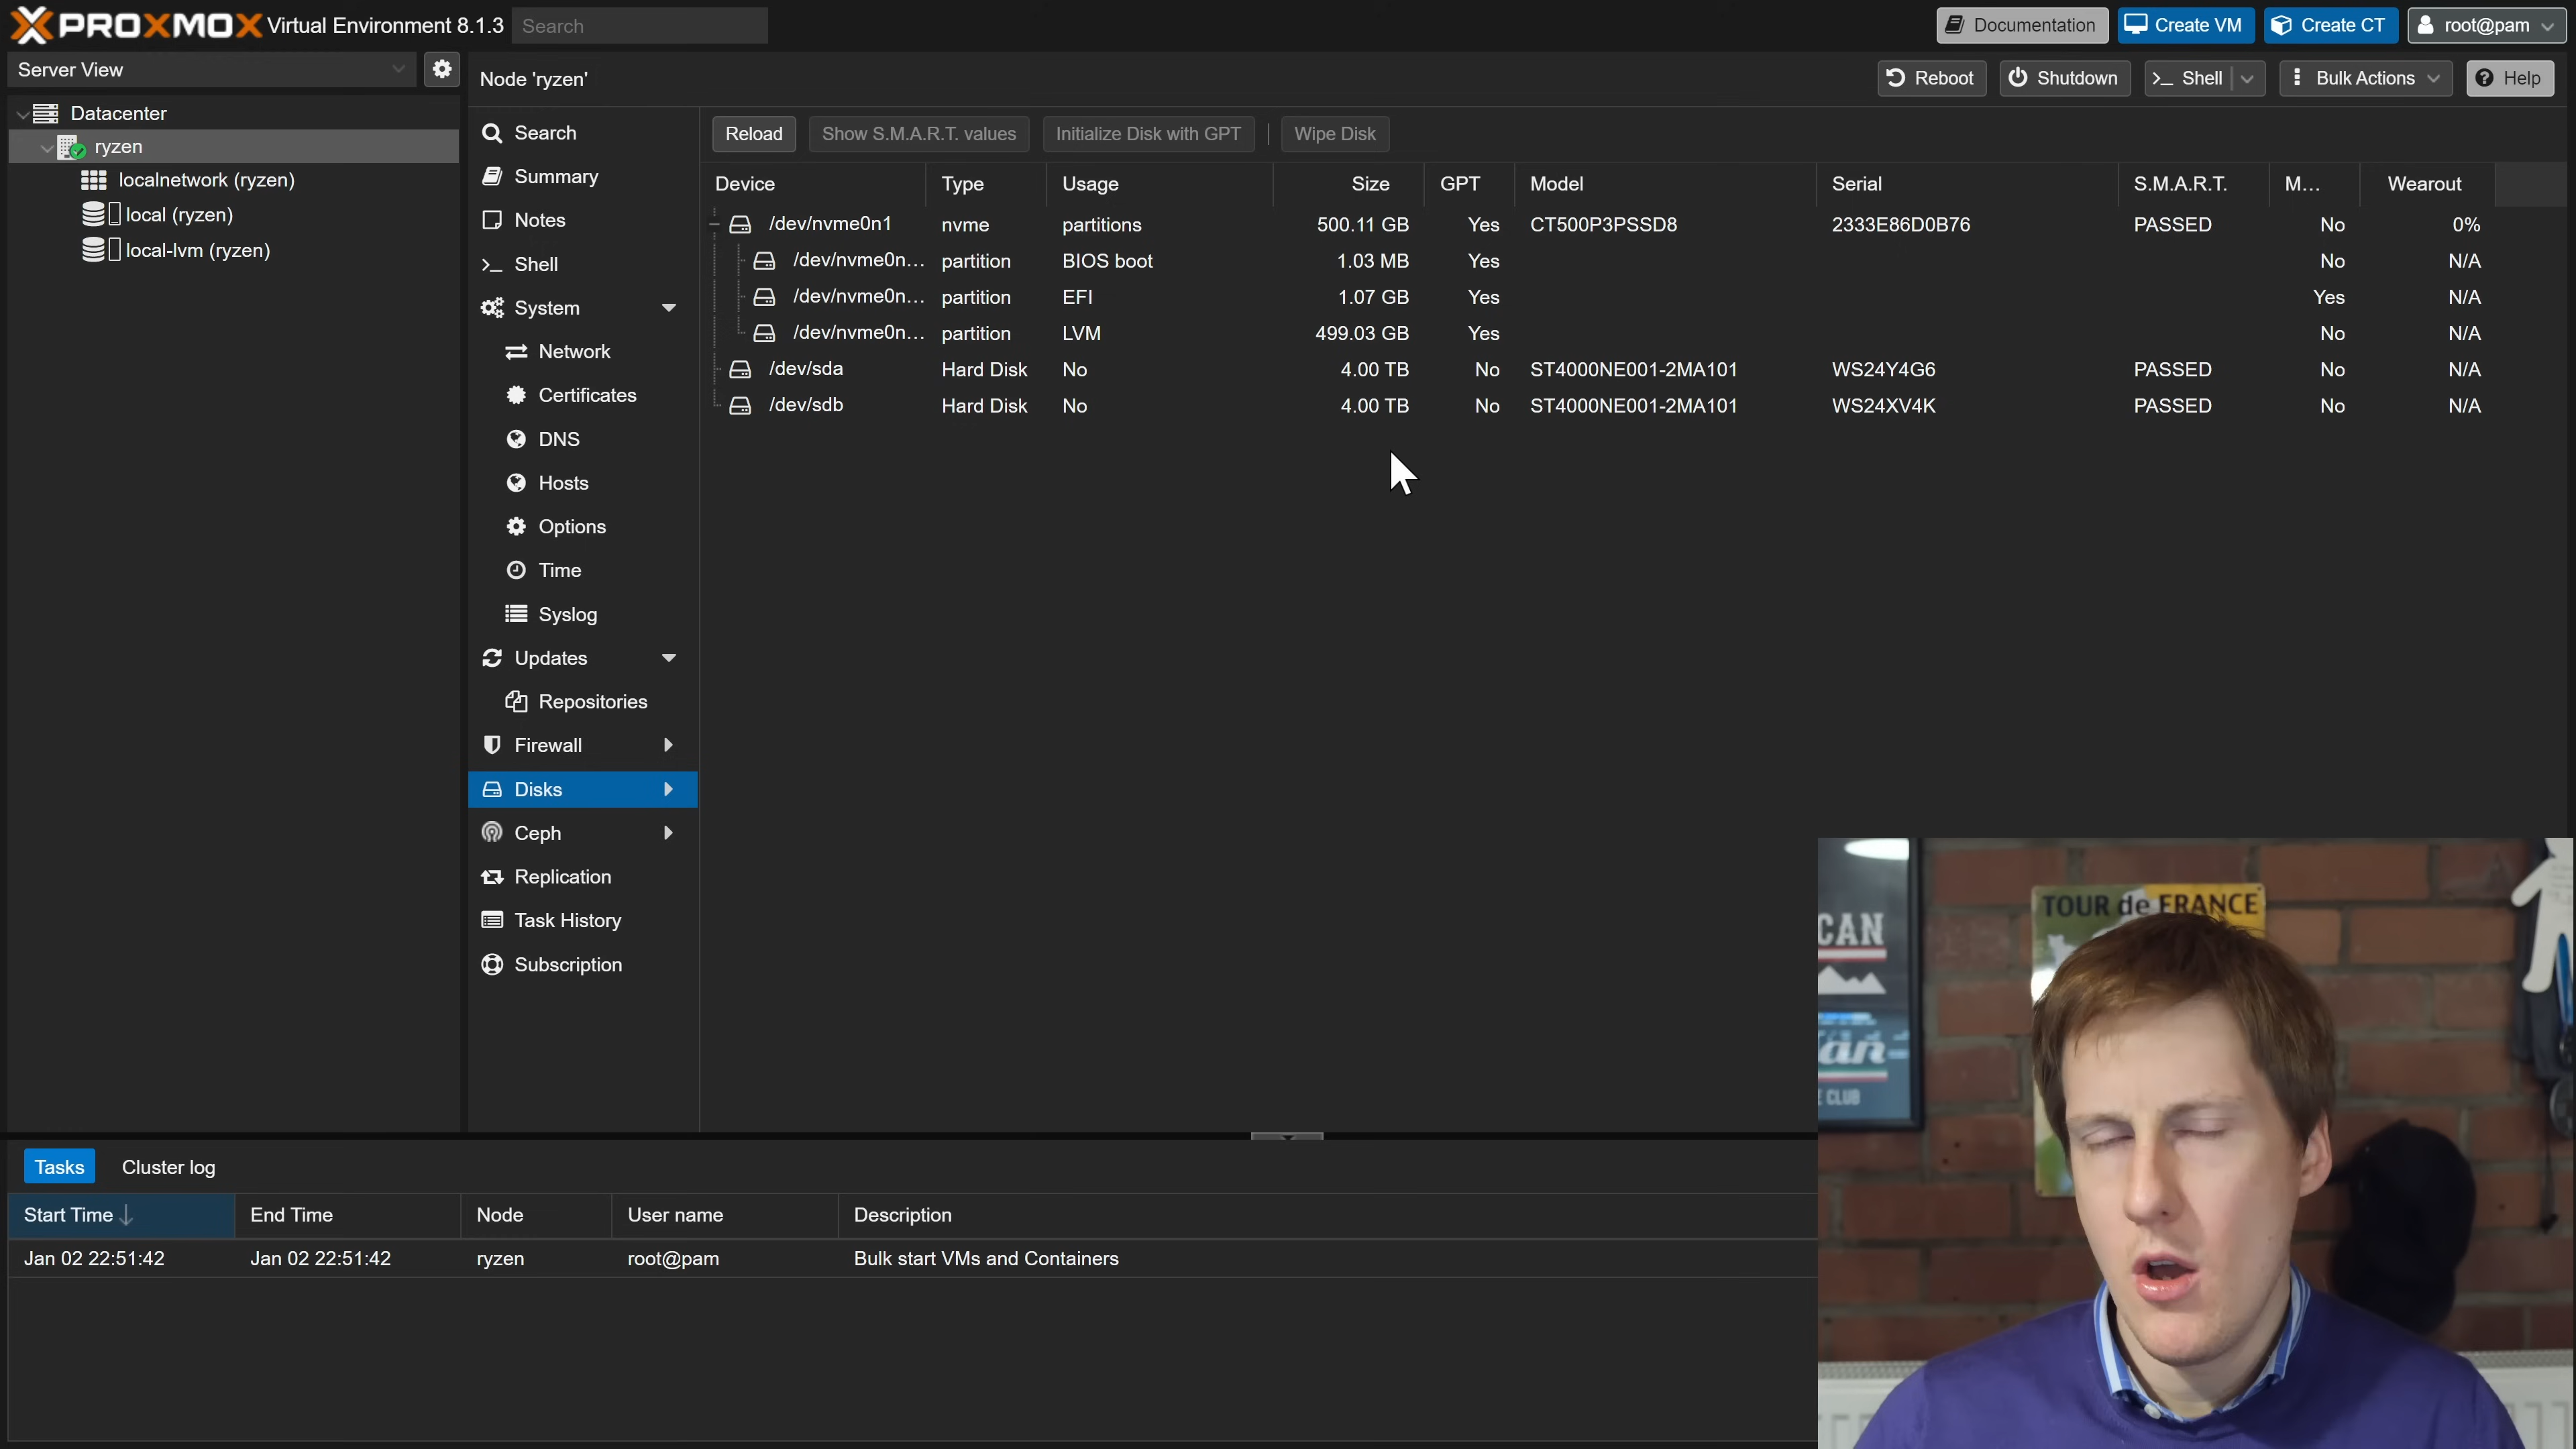 PROXMOX Virtual Environment 8.1.3 Search Documentation Create VM Create CT root@pam
Server View
Node 'ryzen' Reboot Shutdown >_ Shell Bulk Actions Help
Datacenter
ryzen
localnetwork (ryzen)
local (ryzen)
local-lvm (ryzen)
Search
Summary
Notes
Shell
System
Network
Certificates
DNS
Hosts
Options
Time
Syslog
Updates
Repositories
Firewall
Disks
Ceph
Replication
Task History
Subscription
Reload Show S.M.A.R.T. values Initialize Disk with GPT Wipe Disk
Device Type Usage Size GPT Model Serial S.M.A.R.T. M... Wearout
/dev/nvme0n1 nvme partitions 500.11 GB Yes CT500P3PSSD8 2333E86D0B76 PASSED No 0%
/dev/nvme0n... partition BIOS boot 1.03 MB Yes No N/A
/dev/nvme0n... partition EFI 1.07 GB Yes Yes N/A
/dev/nvme0n... partition LVM 499.03 GB Yes No N/A
/dev/sda Hard Disk No 4.00 TB No ST4000NE001-2MA101 WS24Y4G6 PASSED No N/A
/dev/sdb Hard Disk No 4.00 TB No ST4000NE001-2MA101 WS24XV4K PASSED No N/A
Tasks Cluster log
Start Time End Time Node User name Description
Jan 02 22:51:42 Jan 02 22:51:42 ryzen root@pam Bulk start VMs and Containers
TOUR de FRANCE
CAN
an
CLUB